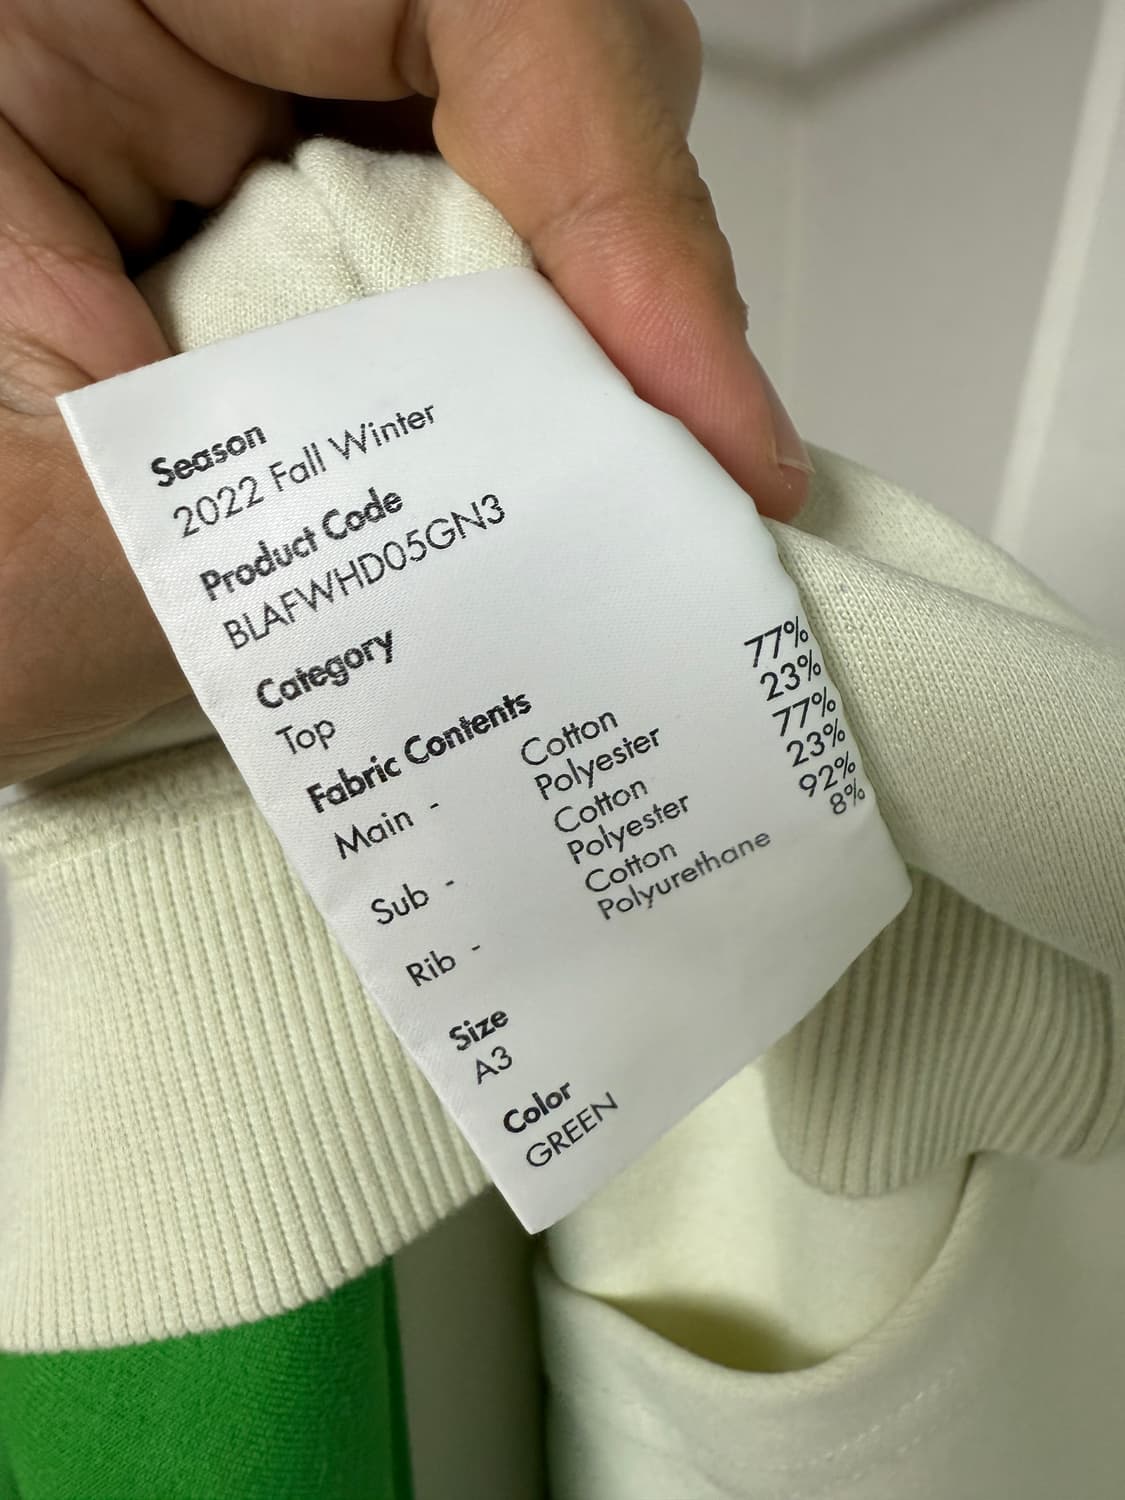 Season
2022 Fall Winter
Product Code
BLAFWHD05GN3
Category
Top
Fabric Contents
Main - Cotton 77%
Polyester 23%
Sub - Cotton 77%
Polyester 23%
Rib - Cotton 92%
Polyurethane 8%
Size
A3
Color
GREEN